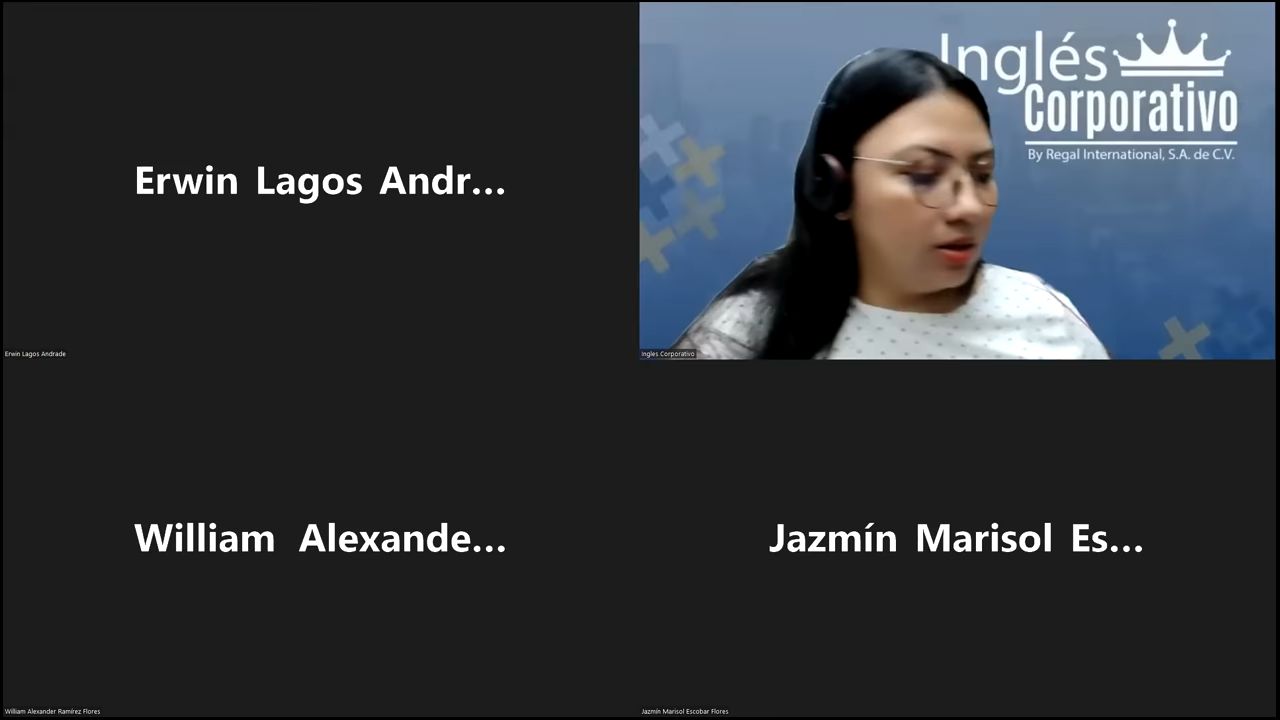 Erwin Lagos Andr...
Erwin Lagos Andrade
Inglés
Corporativo
By Regal International, S.A. de C.V.
Ingles Corporativo
William Alexande...
William Alexander Ramírez Flores
Jazmín Marisol Es...
Jazmín Marisol Escobar Flores